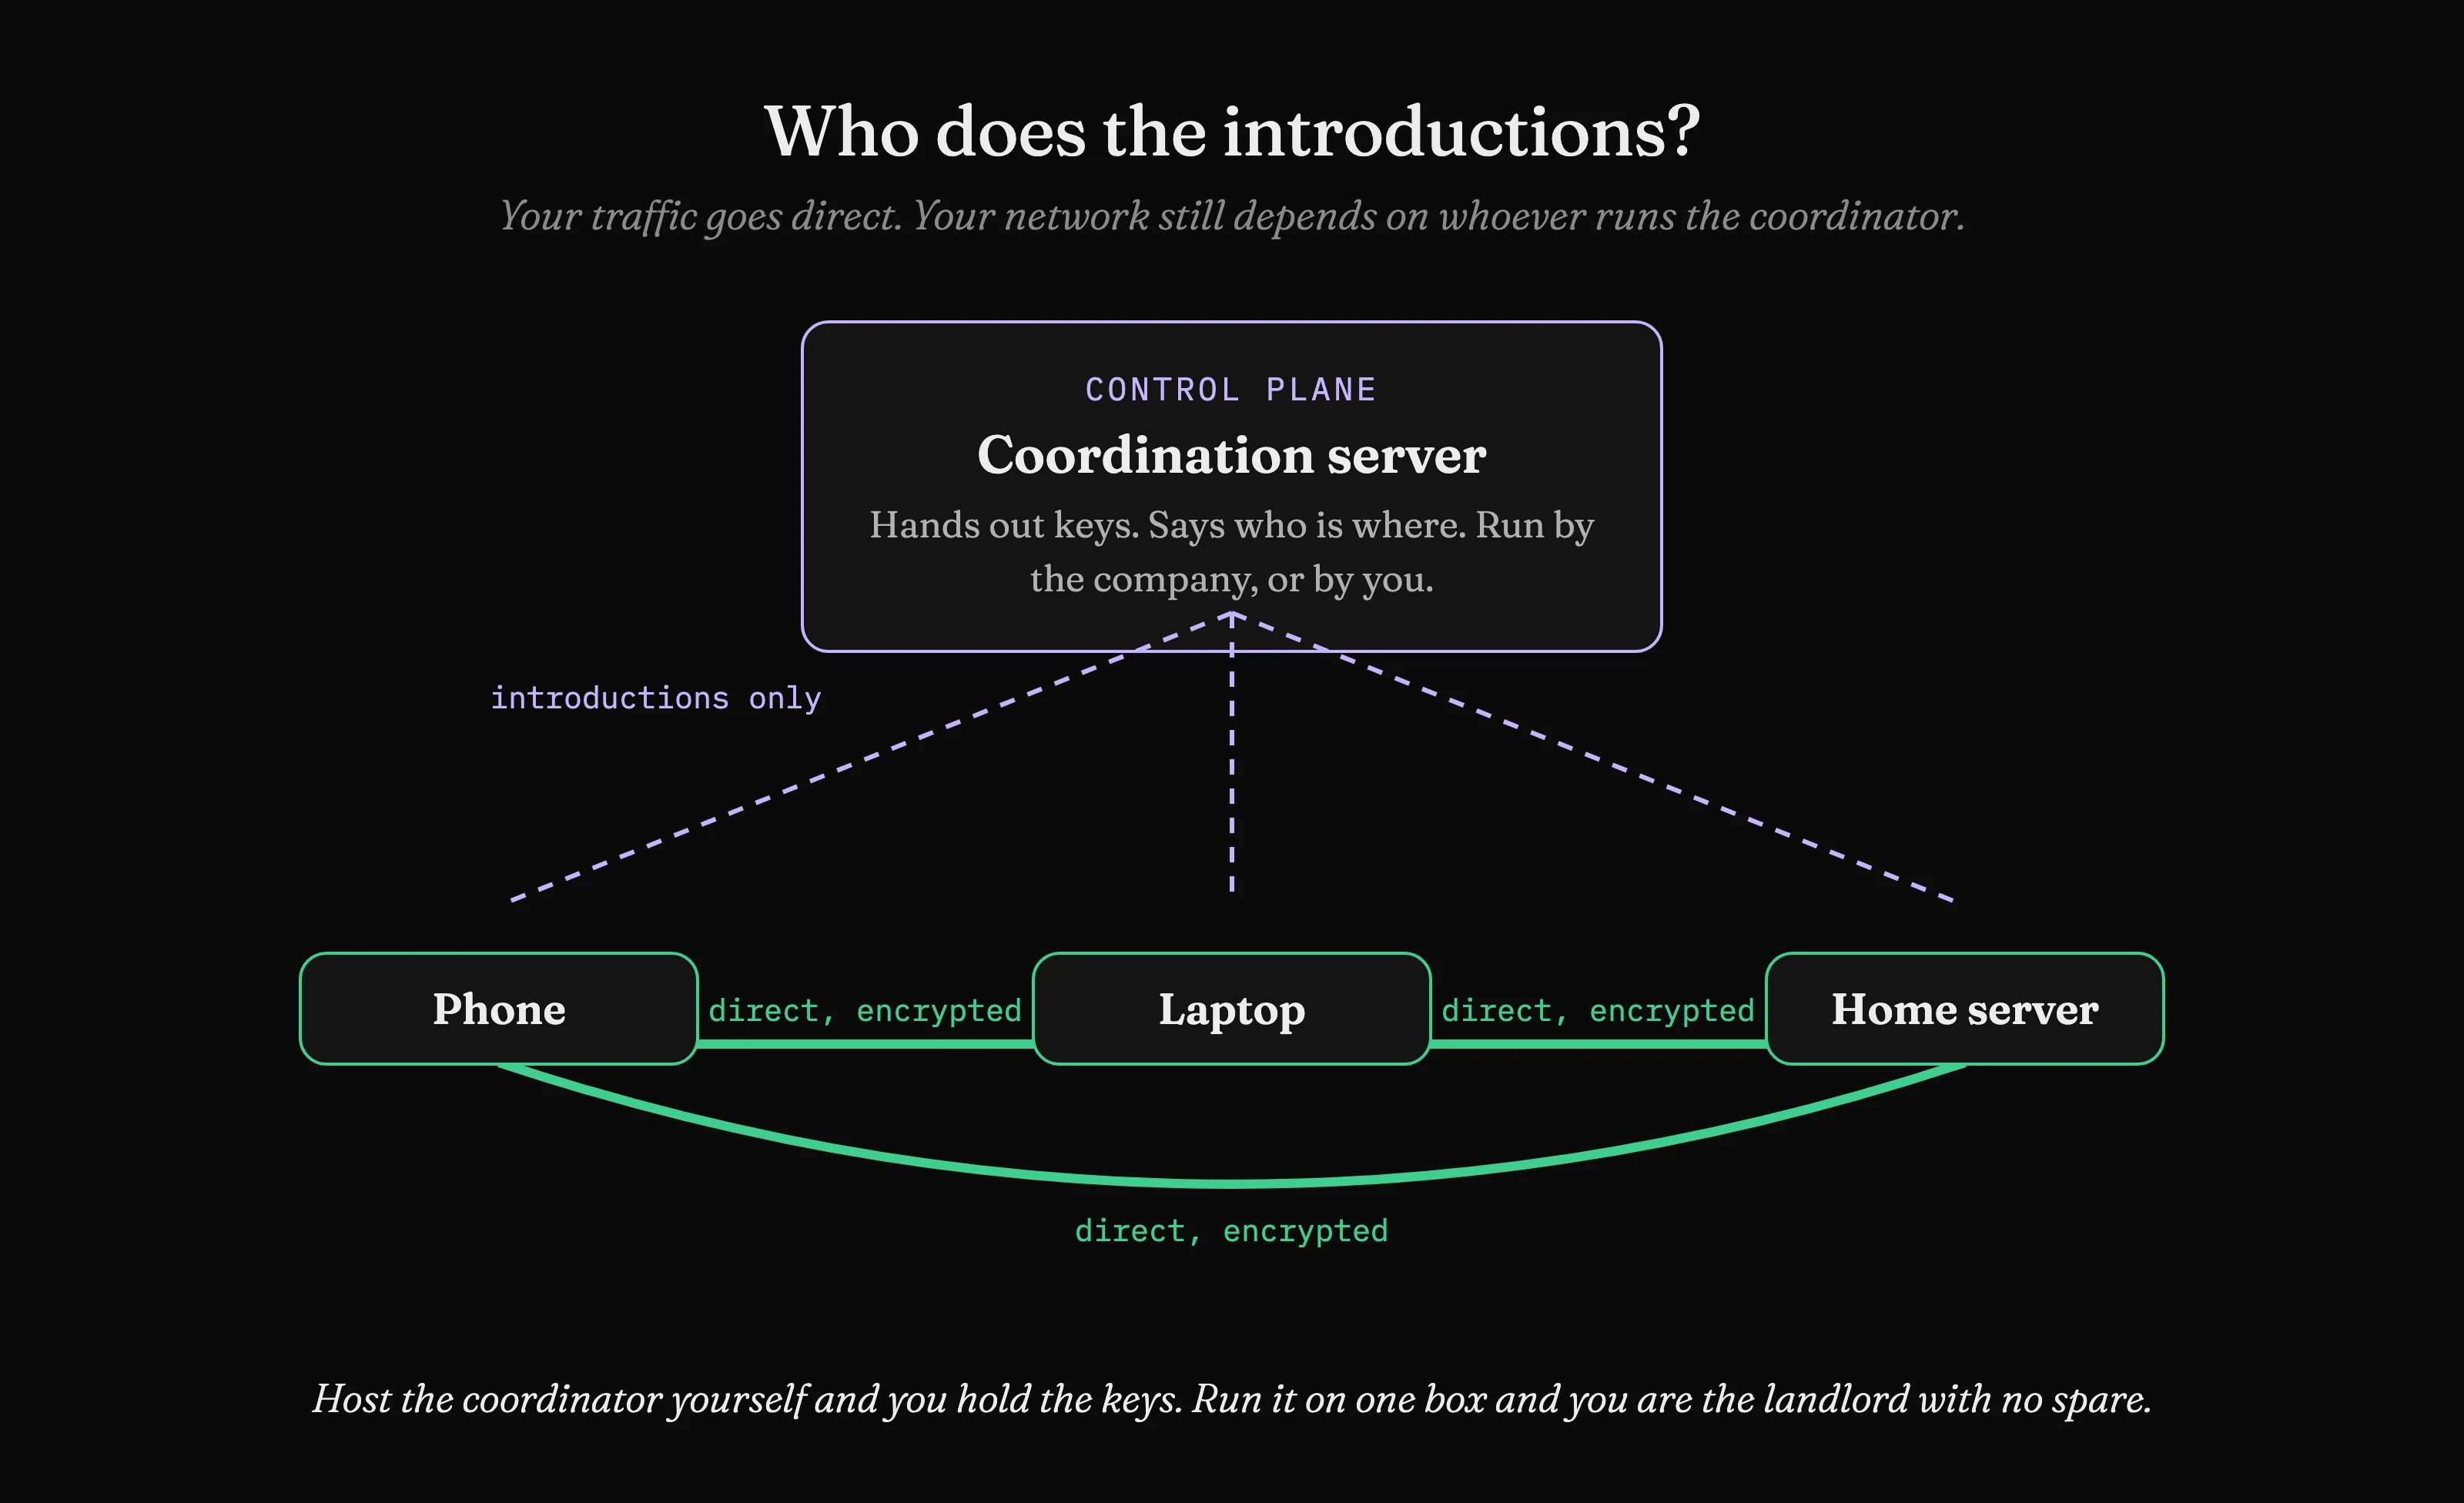 Who does the introductions?
Your traffic goes direct. Your network still depends on whoever runs the coordinator.
CONTROL PLANE
Coordination server
Hands out keys. Says who is where. Run by
the company, or by you.
introductions only
Phone
direct, encrypted
Laptop
direct, encrypted
Home server
direct, encrypted
Host the coordinator yourself and you hold the keys. Run it on one box and you are the landlord with no spare.